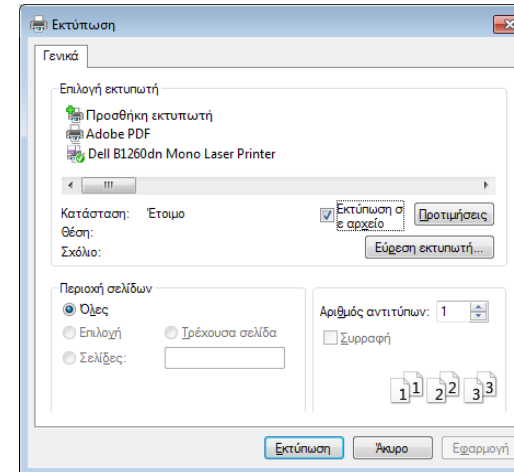 Εκτύπωση
Γενικά
Επιλογή εκτυπωτή
Προσθήκη εκτυπωτή
Adobe PDF
Dell B1260dn Mono Laser Printer
Κατάσταση: Έτοιμο
Εκτύπωση σ
ε αρχείο
Προτιμήσεις
Θέση:
Σχόλιο:
Εύρεση εκτυπωτή...
Περιοχή σελίδων
Όλες
Επιλογή
Τρέχουσα σελίδα
Σελίδες:
Αριθμός αντιτύπων: 1
Συρραφή
1 1 2 2 3 3
Εκτύπωση
Άκυρο
Εφαρμογή